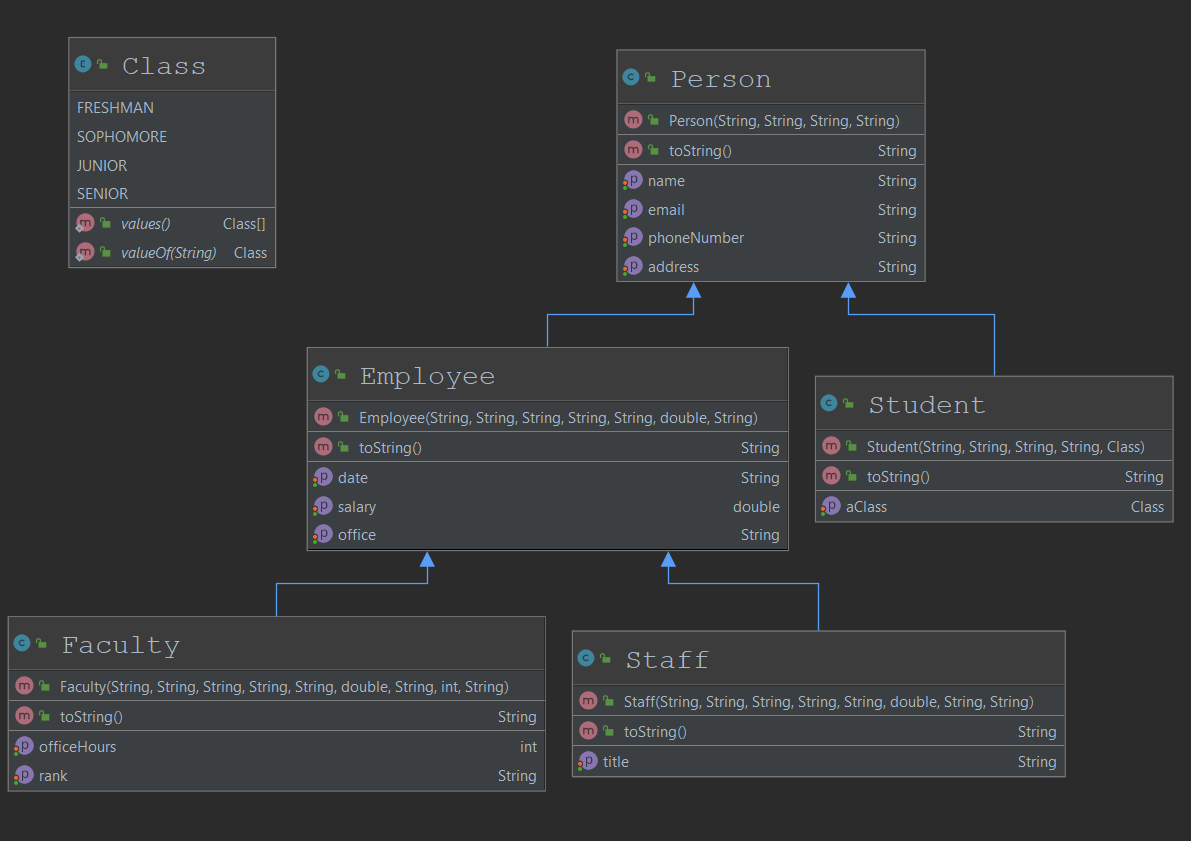 Class
FRESHMAN
SOPHOMORE
JUNIOR
SENIOR
values() Class[]
valueOf(String) Class
Person
Person(String, String, String, String)
toString() String
name String
email String
phoneNumber String
address String
Employee
Employee(String, String, String, String, String, double, String)
toString() String
date String
salary double
office String
Student
Student(String, String, String, String, Class)
toString() String
aClass Class
Faculty
Faculty(String, String, String, String, String, double, String, int, String)
toString() String
officeHours int
rank String
Staff
Staff(String, String, String, String, String, double, String, String)
toString() String
title String